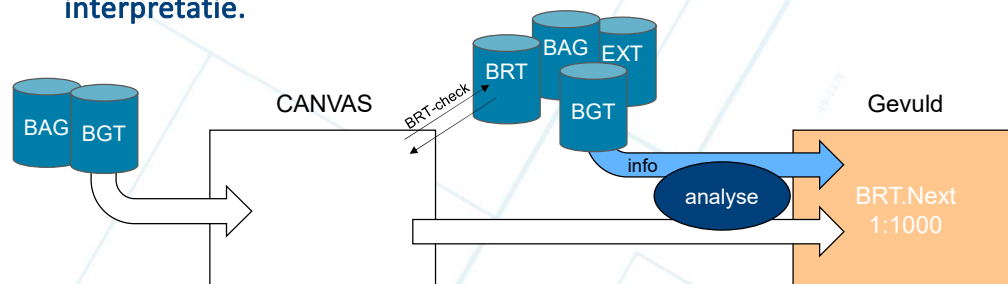 interpretatie.
BAG
BGT
CANVAS
BRT-check
BRT
BAG
EXT
BGT
info
analyse
Gevuld
BRT.Next
1:1000